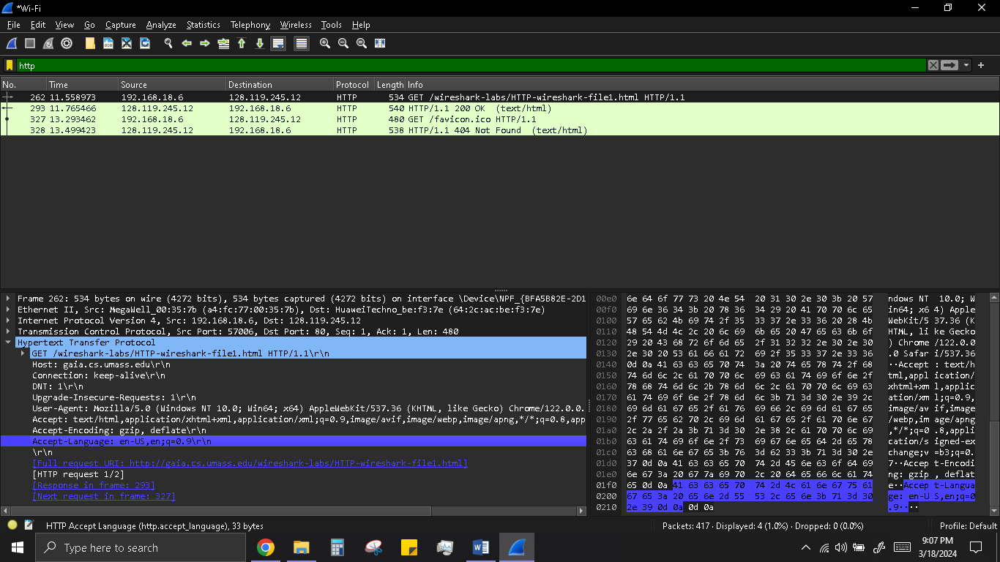 *Wi-Fi
File Edit View Go Capture Analyze Statistics Telephony Wireless Tools Help
http
No. Time Source Destination Protocol Length Info
262 11.558973 192.168.18.6 128.119.245.12 HTTP 534 GET /wireshark-labs/HTTP-wireshark-file1.html HTTP/1.1
293 11.765466 128.119.245.12 192.168.18.6 HTTP 540 HTTP/1.1 200 OK (text/html)
327 13.293462 192.168.18.6 128.119.245.12 HTTP 480 GET /favicon.ico HTTP/1.1
328 13.499423 128.119.245.12 192.168.18.6 HTTP 538 HTTP/1.1 404 Not Found (text/html)
Frame 262: 534 bytes on wire (4272 bits), 534 bytes captured (4272 bits) on interface \Device\NPF_{BFA5B82E-2D1
Ethernet II, Src: MegaWell_00:35:7b (a4:fc:77:00:35:7b), Dst: HuaweiTechno_be:f3:7e (64:2c:ac:be:f3:7e)
Internet Protocol Version 4, Src: 192.168.18.6, Dst: 128.119.245.12
Transmission Control Protocol, Src Port: 57006, Dst Port: 80, Seq: 1, Ack: 1, Len: 480
Hypertext Transfer Protocol
GET /wireshark-labs/HTTP-wireshark-file1.html HTTP/1.1\r\n
Host: gaia.cs.umass.edu\r\n
Connection: keep-alive\r\n
DNT: 1\r\n
Upgrade-Insecure-Requests: 1\r\n
User-Agent: Mozilla/5.0 (Windows NT 10.0; Win64; x64) AppleWebKit/537.36 (KHTML, like Gecko) Chrome/122.0.0.
Accept: text/html,application/xhtml+xml,application/xml;q=0.9,image/avif,image/webp,image/apng,*/*;q=0.8,app
Accept-Encoding: gzip, deflate\r\n
Accept-Language: en-US,en;q=0.9\r\n
\r\n
[Full request URI: http://gaia.cs.umass.edu/wireshark-labs/HTTP-wireshark-file1.html]
[HTTP request 1/2]
[Response in frame: 293]
[Next request in frame: 327]
00e0 6e 64 6f 77 73 20 4e 54 20 31 30 2e 30 3b 20 57 ndows NT 10.0; W
00f0 69 6e 36 34 3b 20 78 36 34 29 20 41 70 70 6c 65 in64; x6 4) Apple
0100 57 65 62 4b 69 74 2f 35 33 37 2e 33 36 20 28 4b WebKit/5 37.36 (K
0110 48 54 4d 4c 2c 20 6c 69 6b 65 20 47 65 63 6b 6f HTML, li ke Gecko
0120 29 20 43 68 72 6f 6d 65 2f 31 32 32 2e 30 2e 30 ) Chrome /122.0.0
0130 2e 30 20 53 61 66 61 72 69 2f 35 33 37 2e 33 36 .0 Safar i/537.36
0140 0d 0a 41 63 63 65 70 74 3a 20 74 65 78 74 2f 68 ··Accept : text/h
0150 74 6d 6c 2c 61 70 70 6c 69 63 61 74 69 6f 6e 2f tml,appl ication/
0160 78 68 74 6d 6c 2b 78 6d 6c 2c 61 70 70 6c 69 63 xhtml+xm l,applic
0170 61 74 69 6f 6e 2f 78 6d 6c 3b 71 3d 30 2e 39 2c ation/xm l;q=0.9,
0180 69 6d 61 67 65 2f 61 76 69 66 2c 69 6d 61 67 65 image/av if,image
0190 2f 77 65 62 70 2c 69 6d 61 67 65 2f 61 70 6e 67 /webp,im age/apng
01a0 2c 2a 2f 2a 3b 71 3d 30 2e 38 2c 61 70 70 6c 69 ,*/*;q=0 .8,appli
01b0 63 61 74 69 6f 6e 2f 73 69 67 6e 65 64 2d 65 78 cation/s igned-ex
01c0 63 68 61 6e 67 65 3b 76 3d 62 33 3b 71 3d 30 2e change;v =b3;q=0.
01d0 37 0d 0a 41 63 63 65 70 74 2d 45 6e 63 6f 64 69 7··Accep t-Encodi
01e0 6e 67 3a 20 67 7a 69 70 2c 20 64 65 66 6c 61 74 ng: gzip , deflat
01f0 65 0d 0a 41 63 63 65 70 74 2d 4c 61 6e 67 75 61 e··Accep t-Langua
0200 67 65 3a 20 65 6e 2d 55 53 2c 65 6e 3b 71 3d 30 ge: en-U S,en;q=0
0210 2e 39 0d 0a 0d 0a .9····
HTTP Accept Language (http.accept_language), 33 bytes
Packets: 417 · Displayed: 4 (1.0%) · Dropped: 0 (0.0%)
Profile: Default
Type here to search
9:07 PM
3/18/2024